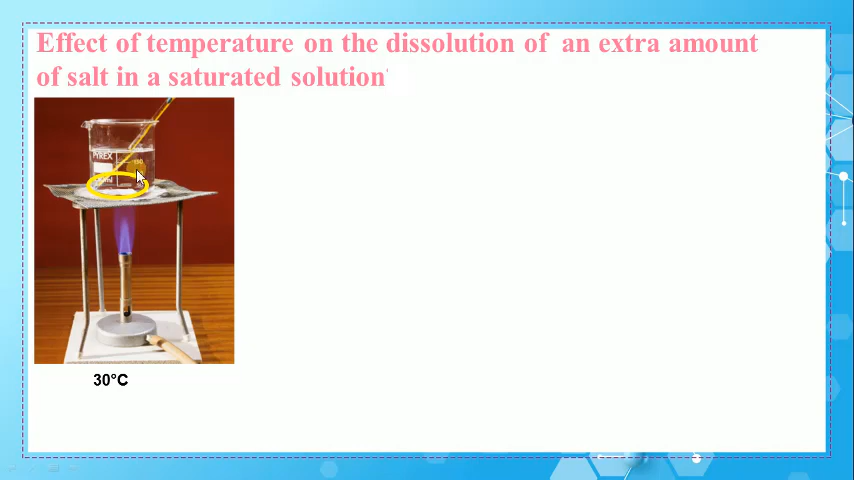 Effect of temperature on the dissolution of an extra amount
of salt in a saturated solution
PYREX
30°C